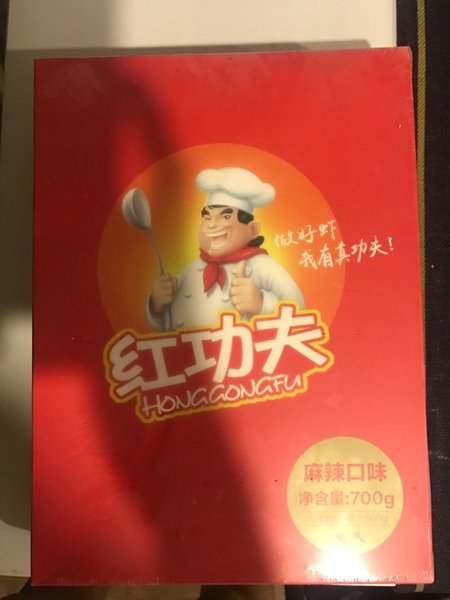 做好虾
我有真功夫!
红功夫
HONGGONGFU
麻辣口味
净含量:700g